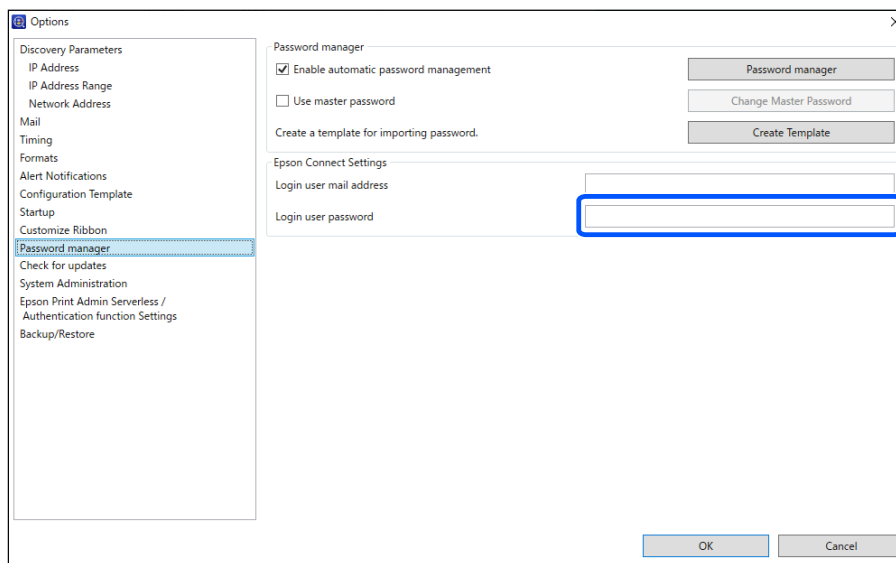 Options
Discovery Parameters
IP Address
IP Address Range
Network Address
Mail
Timing
Formats
Alert Notifications
Configuration Template
Startup
Customize Ribbon
Password manager
Check for updates
System Administration
Epson Print Admin Serverless /
Authentication function Settings
Backup/Restore
Password manager
Enable automatic password management
Password manager
Use master password
Change Master Password
Create a template for importing password.
Create Template
Epson Connect Settings
Login user mail address
Login user password
OK
Cancel